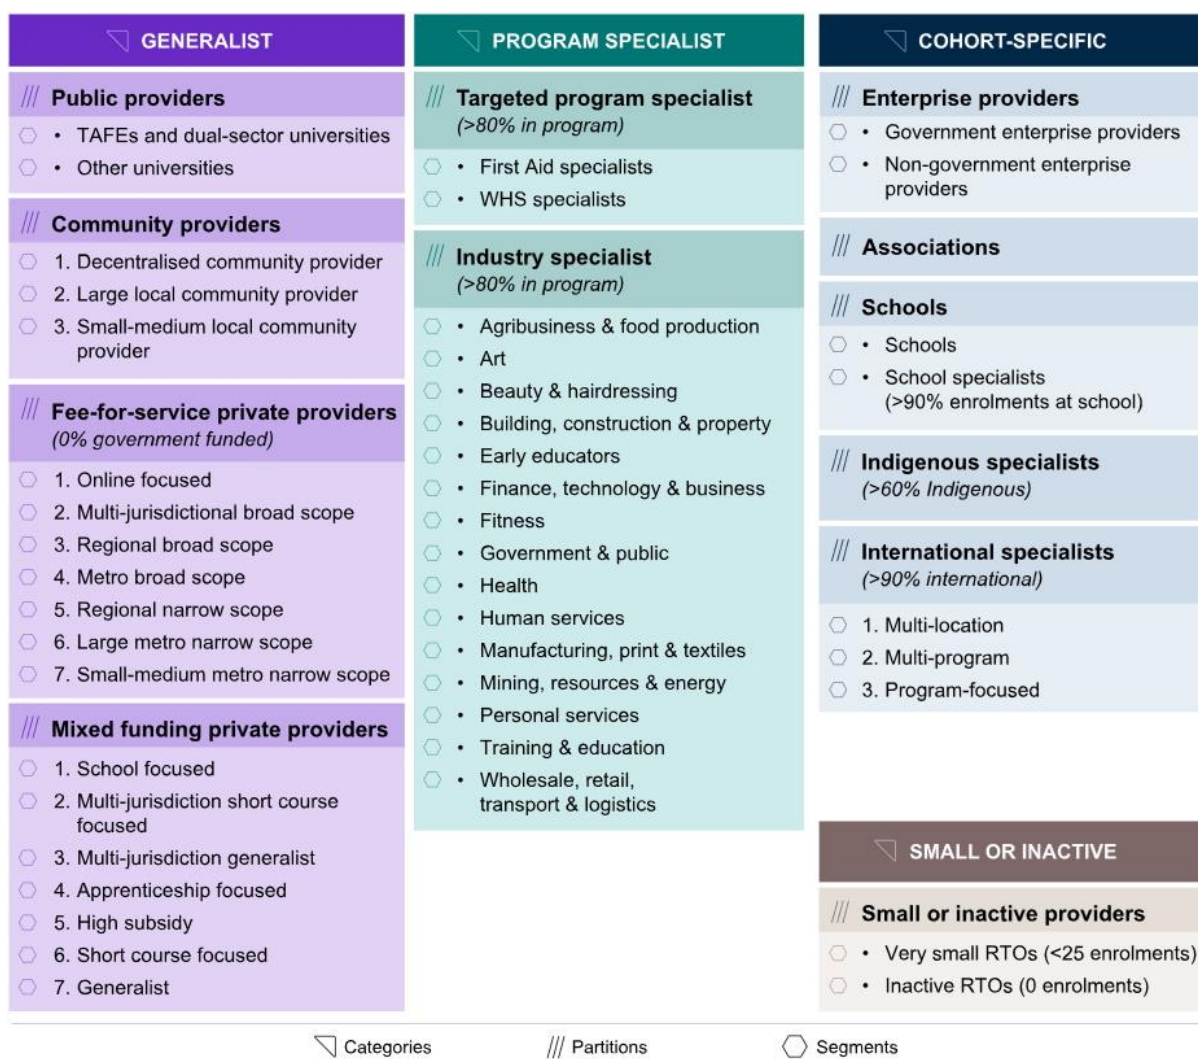 GENERALIST
Public providers
• TAFEs and dual-sector universities
• Other universities
Community providers
1. Decentralised community provider
2. Large local community provider
3. Small-medium local community
provider
Fee-for-service private providers
(0% government funded)
1. Online focused
2. Multi-jurisdictional broad scope
3. Regional broad scope
4. Metro broad scope
5. Regional narrow scope
6. Large metro narrow scope
7. Small-medium metro narrow scope
Mixed funding private providers
1. School focused
2. Multi-jurisdiction short course
focused
3. Multi-jurisdiction generalist
4. Apprenticeship focused
5. High subsidy
6. Short course focused
7. Generalist
PROGRAM SPECIALIST
Targeted program specialist
(>80% in program)
• First Aid specialists
• WHS specialists
Industry specialist
(>80% in program)
• Agribusiness & food production
• Art
• Beauty & hairdressing
• Building, construction & property
• Early educators
• Finance, technology & business
• Fitness
• Government & public
• Health
• Human services
• Manufacturing, print & textiles
• Mining, resources & energy
• Personal services
• Training & education
• Wholesale, retail,
transport & logistics
COHORT-SPECIFIC
Enterprise providers
• Government enterprise providers
• Non-government enterprise
providers
Associations
Schools
• Schools
• School specialists
(>90% enrolments at school)
Indigenous specialists
(>60% Indigenous)
International specialists
(>90% international)
1. Multi-location
2. Multi-program
3. Program-focused
SMALL OR INACTIVE
Small or inactive providers
• Very small RTOs (<25 enrolments)
• Inactive RTOs (0 enrolments)
Categories
Partitions
Segments